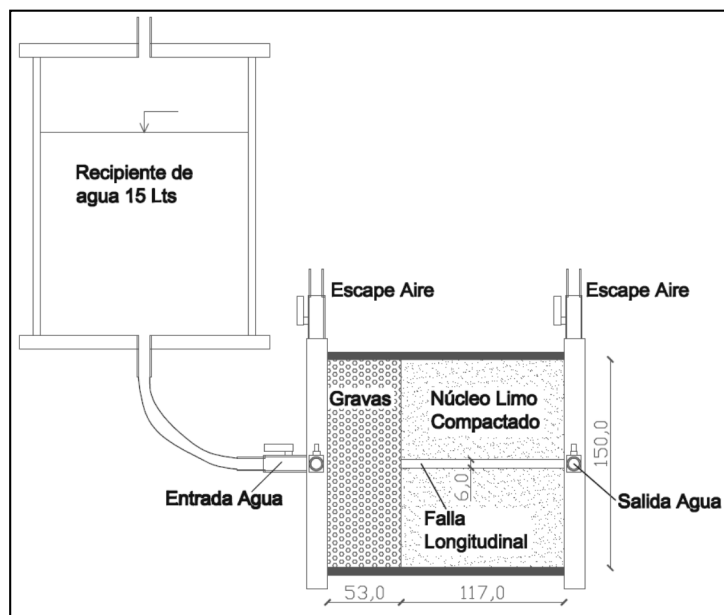 Recipiente de
agua 15 Lts
Escape Aire
Escape Aire
Gravas
Núcleo Limo
Compactado
150,0
Entrada Agua
6,0
Salida Agua
Falla
Longitudinal
53,0
117,0